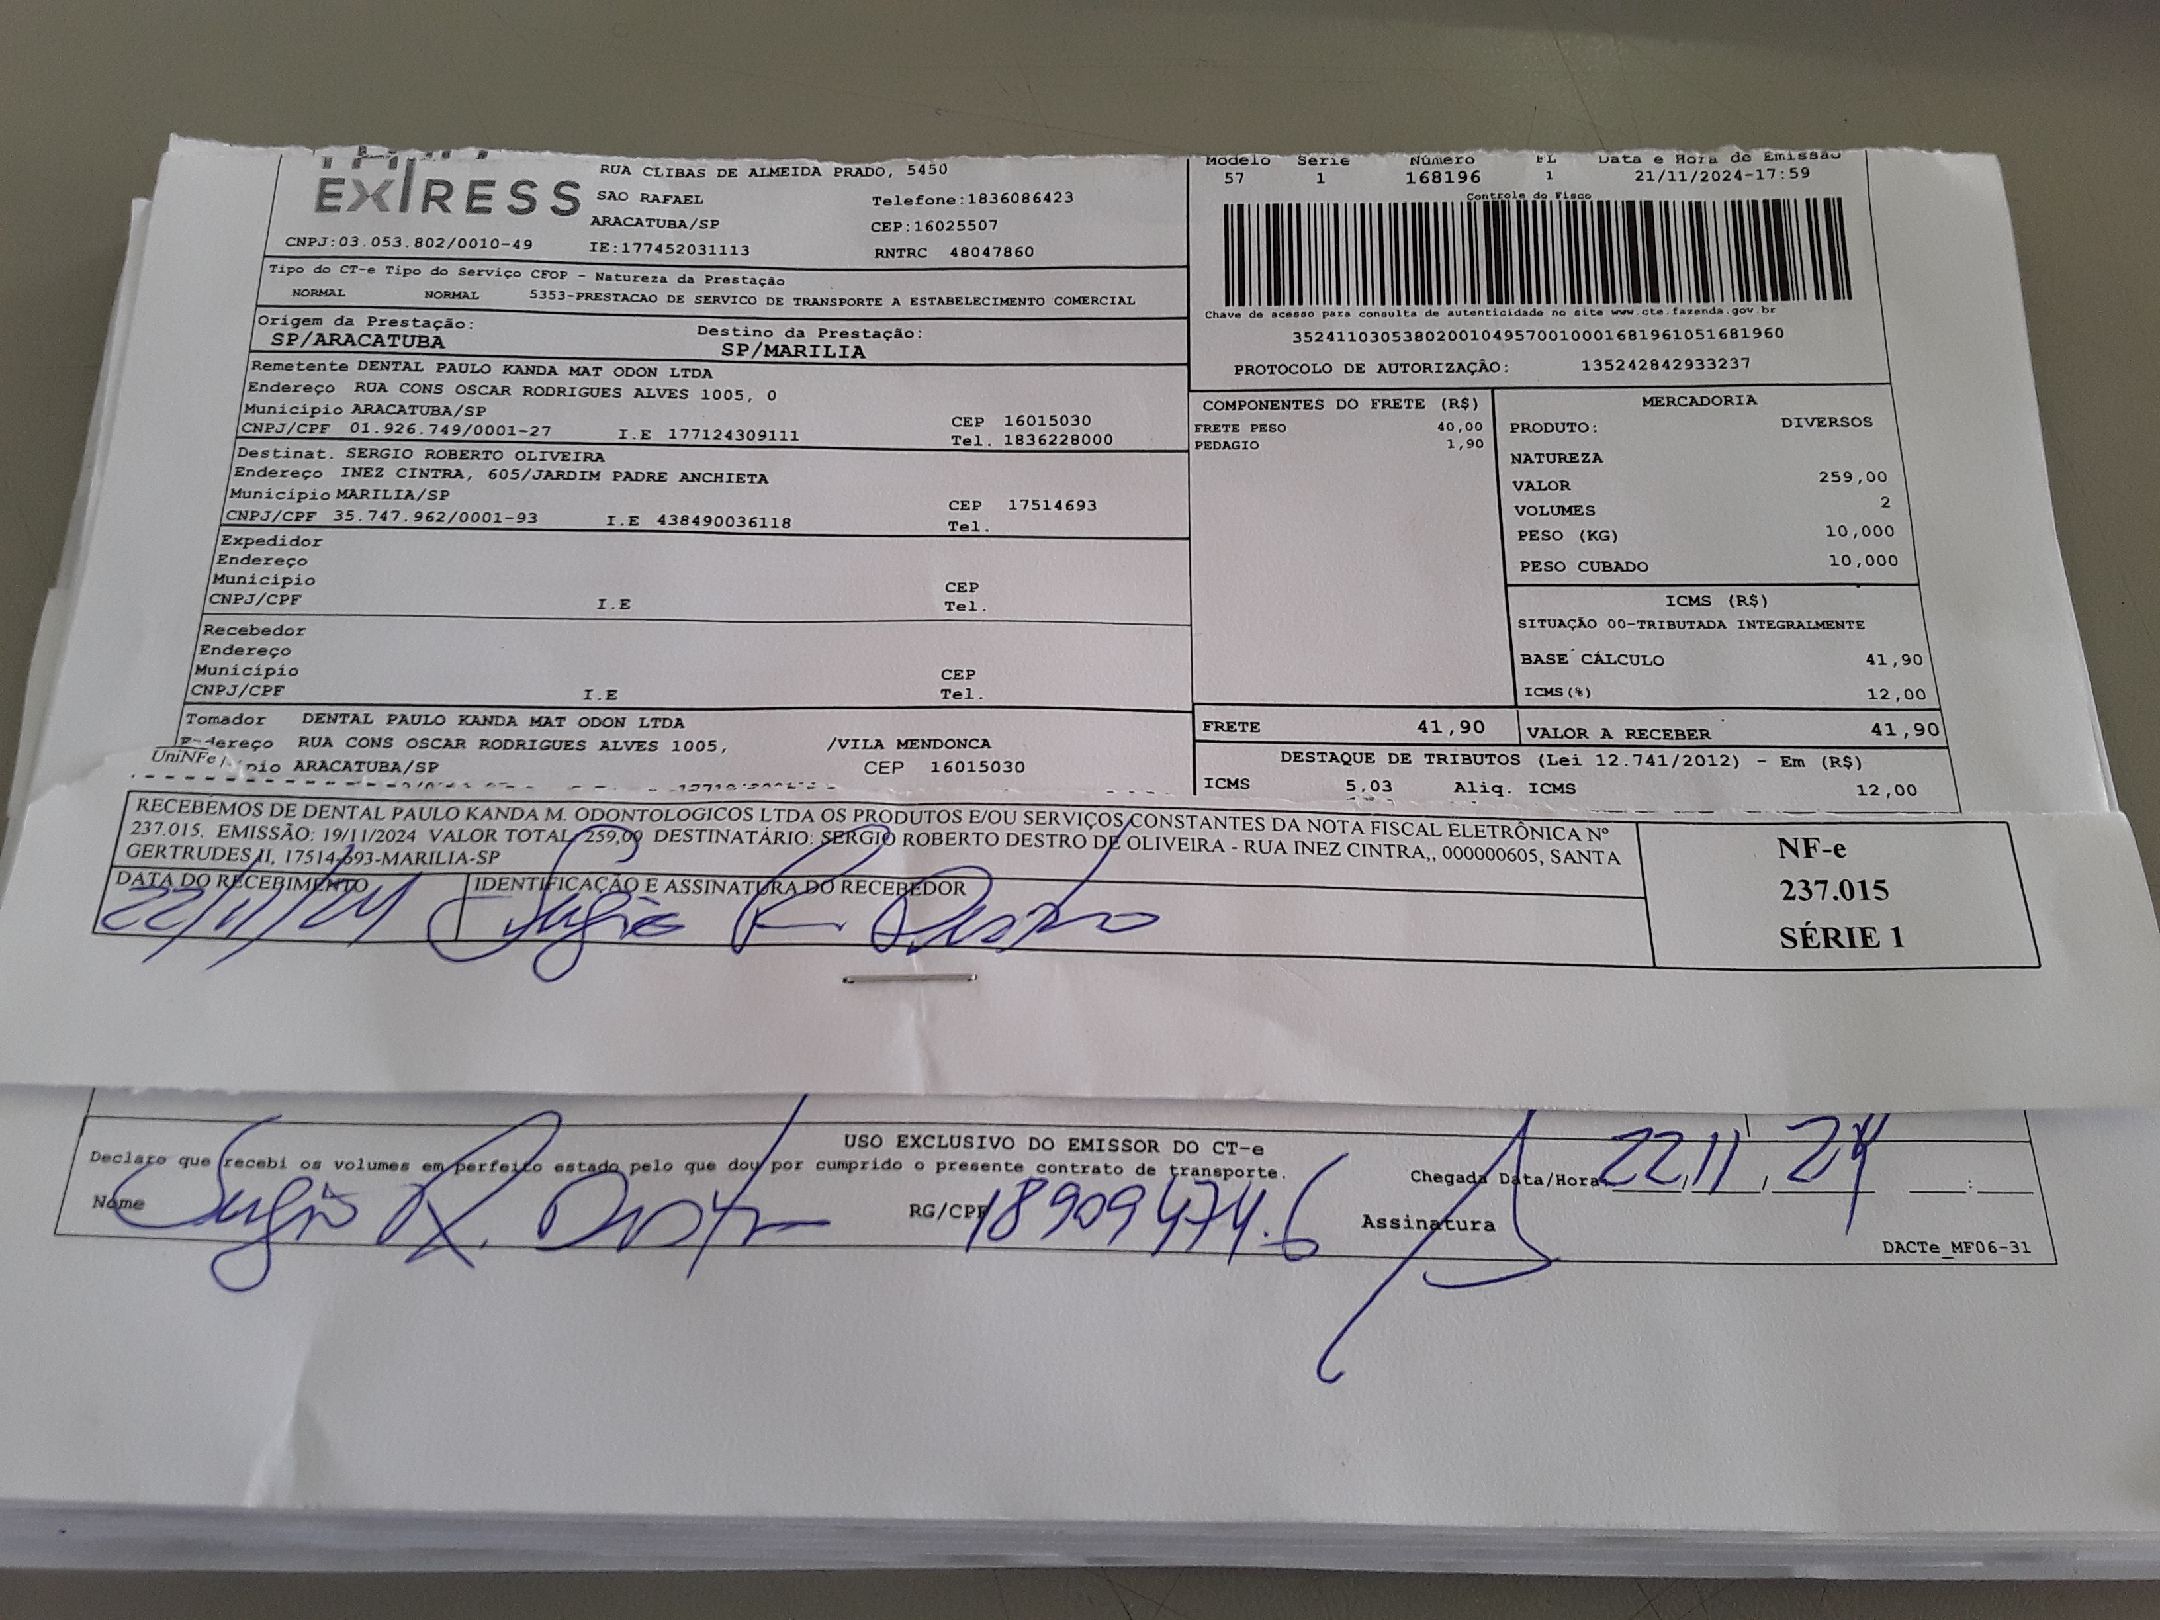 EXPRESS
RUA CLIBAS DE ALMEIDA PRADO, 5450
SAO RAFAEL Telefone:1836086423
ARACATUBA/SP CEP:16025507
CNPJ:03.053.802/0010-49 IE:177452031113 RNTRC 48047860
Modelo Série Número FL Data e Hora de Emissão
57 1 168196 1 21/11/2024-17:59
Controle do Fisco
Chave de acesso para consulta de autenticidade no site www.cte.fazenda.gov.br
35241103053802001049570010001681961051681960
PROTOCOLO DE AUTORIZAÇÃO: 135242842933237
Tipo do CT-e Tipo do Serviço CFOP - Natureza da Prestação
NORMAL NORMAL 5353-PRESTACAO DE SERVICO DE TRANSPORTE A ESTABELECIMENTO COMERCIAL
Origem da Prestação: Destino da Prestação:
SP/ARACATUBA SP/MARILIA
Remetente DENTAL PAULO KANDA MAT ODON LTDA
Endereço RUA CONS OSCAR RODRIGUES ALVES 1005, 0
Município ARACATUBA/SP CEP 16015030
CNPJ/CPF 01.926.749/0001-27 I.E 177124309111 Tel. 1836228000
Destinat. SERGIO ROBERTO OLIVEIRA
Endereço INEZ CINTRA, 605/JARDIM PADRE ANCHIETA
Município MARILIA/SP CEP 17514693
CNPJ/CPF 35.747.962/0001-93 I.E 438490036118 Tel.
Expedidor
Endereço
Município CEP
CNPJ/CPF I.E Tel.
Recebedor
Endereço
Município CEP
CNPJ/CPF I.E Tel.
Tomador DENTAL PAULO KANDA MAT ODON LTDA
Endereço RUA CONS OSCAR RODRIGUES ALVES 1005, /VILA MENDONCA
UniNFe
ARACATUBA/SP CEP 16015030
COMPONENTES DO FRETE (R$)
FRETE PESO 40,00
PEDAGIO 1,90
MERCADORIA
PRODUTO: DIVERSOS
NATUREZA
VALOR 259,00
VOLUMES 2
PESO (KG) 10,000
PESO CUBADO 10,000
ICMS (R$)
SITUAÇÃO 00-TRIBUTADA INTEGRALMENTE
BASE CÁLCULO 41,90
ICMS(%) 12,00
FRETE 41,90 VALOR A RECEBER 41,90
DESTAQUE DE TRIBUTOS (Lei 12.741/2012) - Em (R$)
ICMS 5,03 Aliq. ICMS 12,00
RECEBEMOS DE DENTAL PAULO KANDA M. ODONTOLOGICOS LTDA OS PRODUTOS E/OU SERVIÇOS CONSTANTES DA NOTA FISCAL ELETRÔNICA Nº
237.015. EMISSÃO: 19/11/2024 VALOR TOTAL 259,00 DESTINATÁRIO: SERGIO ROBERTO DESTRO DE OLIVEIRA - RUA INEZ CINTRA,, 000000605, SANTA
GERTRUDES II, 17514-693-MARILIA-SP
DATA DO RECEBIMENTO IDENTIFICAÇÃO E ASSINATURA DO RECEBEDOR
22/11/24 Sergio R. Destro
NF-e
237.015
SÉRIE 1
USO EXCLUSIVO DO EMISSOR DO CT-e
Declaro que recebi os volumes em perfeito estado pelo que dou por cumprido o presente contrato de transporte.
Chegada Data/Hora: 22 11 24
Nome Sergio R. Destro RG/CPF 18909474.6 Assinatura
DACTe_MF06-31